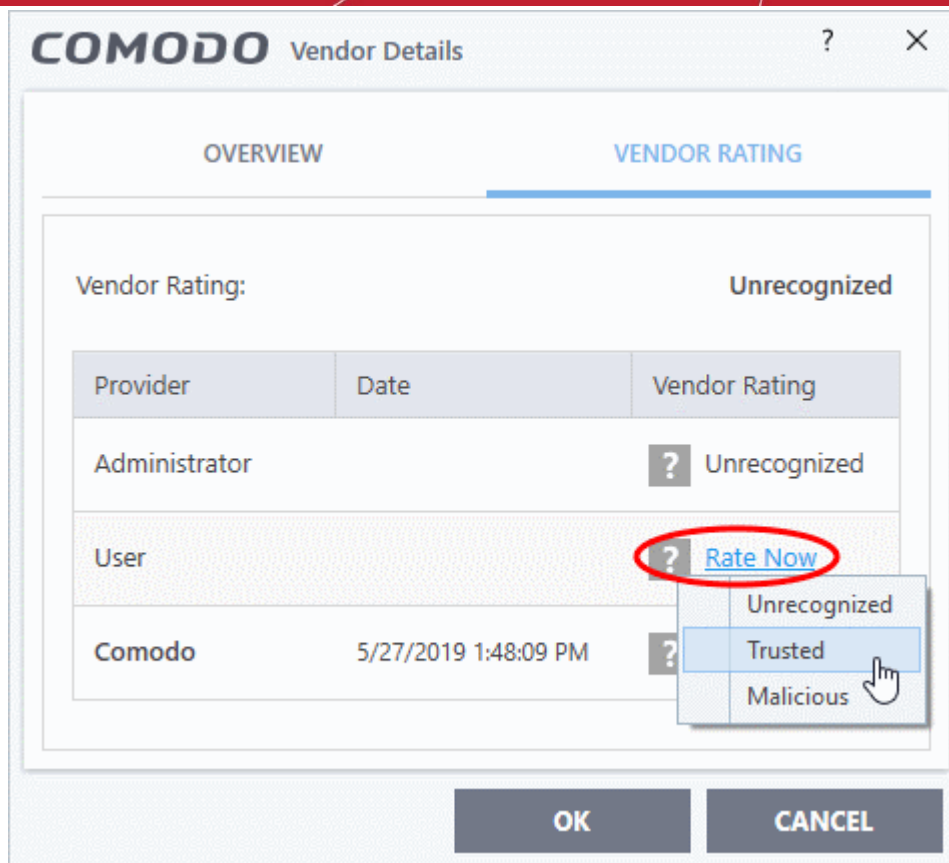 COMODO Vendor Details ? ×
OVERVIEW VENDOR RATING
Vendor Rating: Unrecognized
Provider Date Vendor Rating
Administrator ? Unrecognized
User ? Rate Now
Unrecognized
Comodo 5/27/2019 1:48:09 PM ? Trusted
Malicious
OK CANCEL